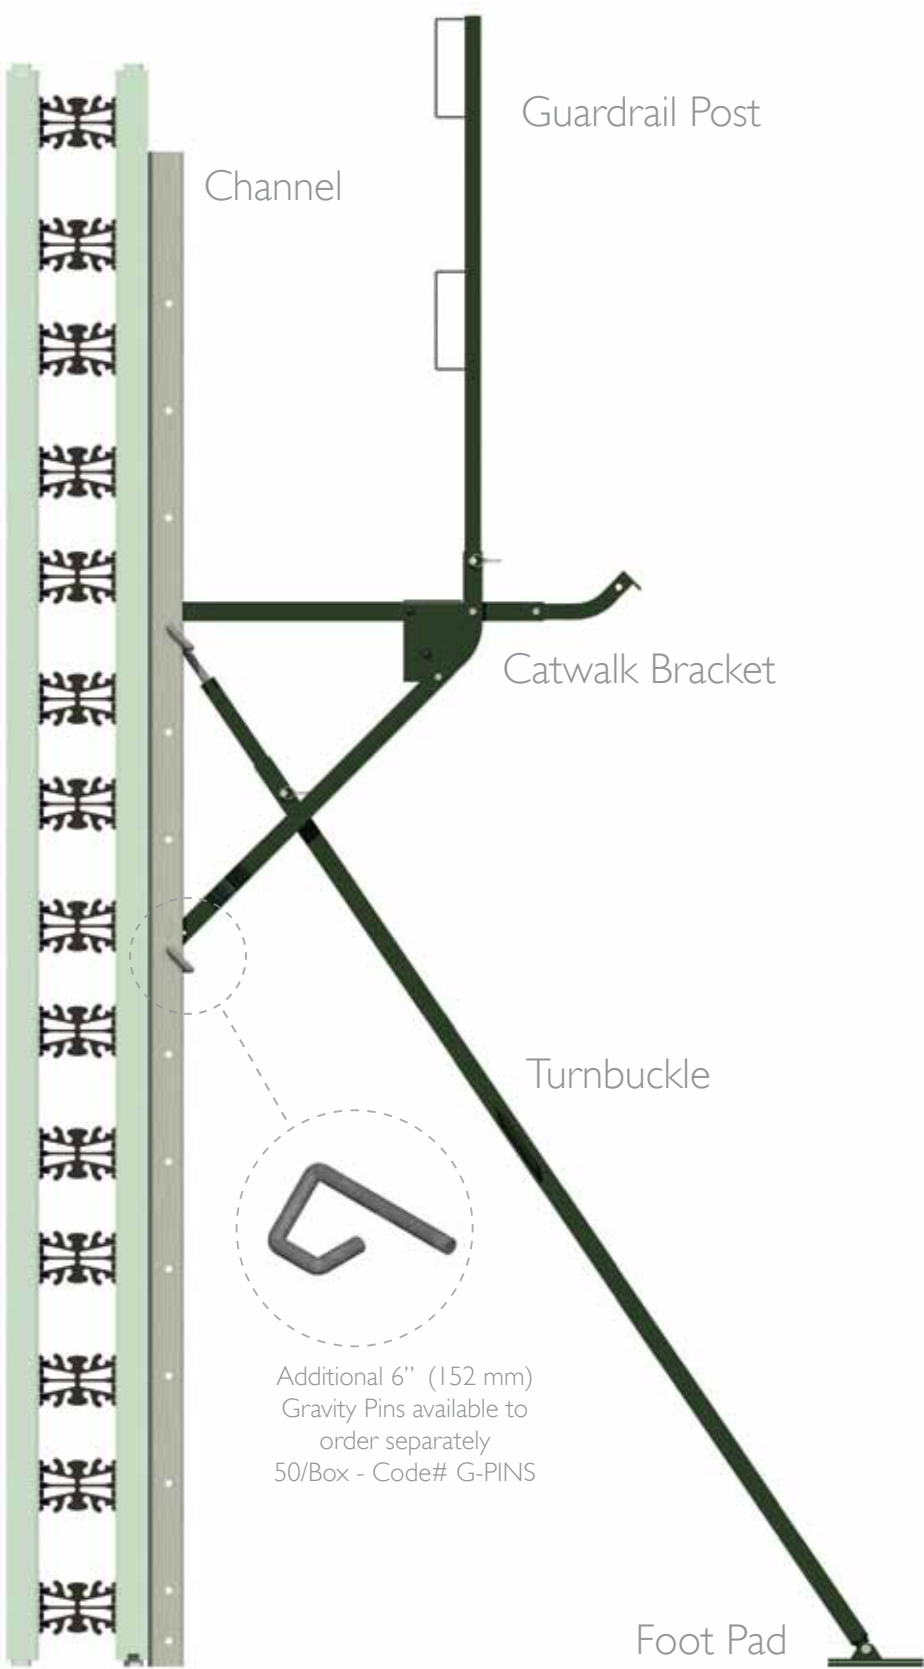 Guardrail Post
Channel
Catwalk Bracket
Turnbuckle
Additional 6” (152 mm)
Gravity Pins available to
order separately
50/Box - Code# G-PINS
Foot Pad